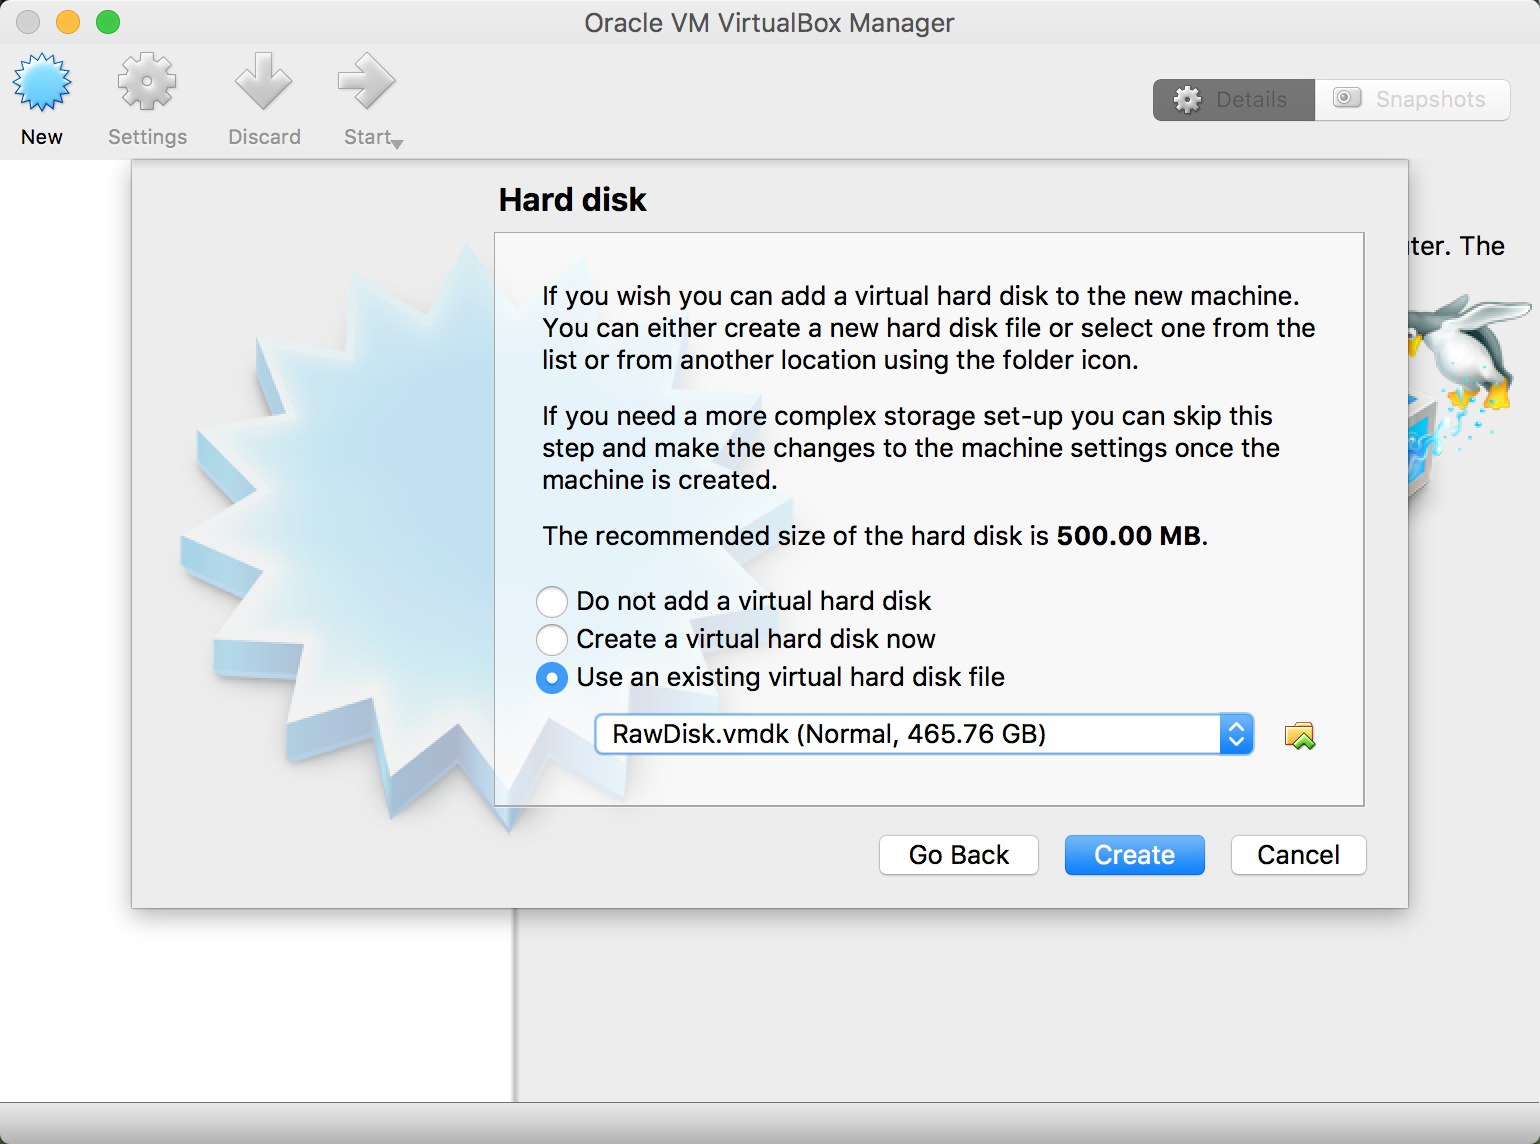 Oracle VM VirtualBox Manager
New
Settings
Discard
Start
Details
Snapshots
Hard disk
The
If you wish you can add a virtual hard disk to the new machine.
You can either create a new hard disk file or select one from the
list or from another location using the folder icon.
If you need a more complex storage set-up you can skip this
step and make the changes to the machine settings once the
machine is created.
The recommended size of the hard disk is 500.00 MB.
Do not add a virtual hard disk
Create a virtual hard disk now
Use an existing virtual hard disk file
RawDisk.vmdk (Normal, 465.76 GB)
Go Back
Create
Cancel